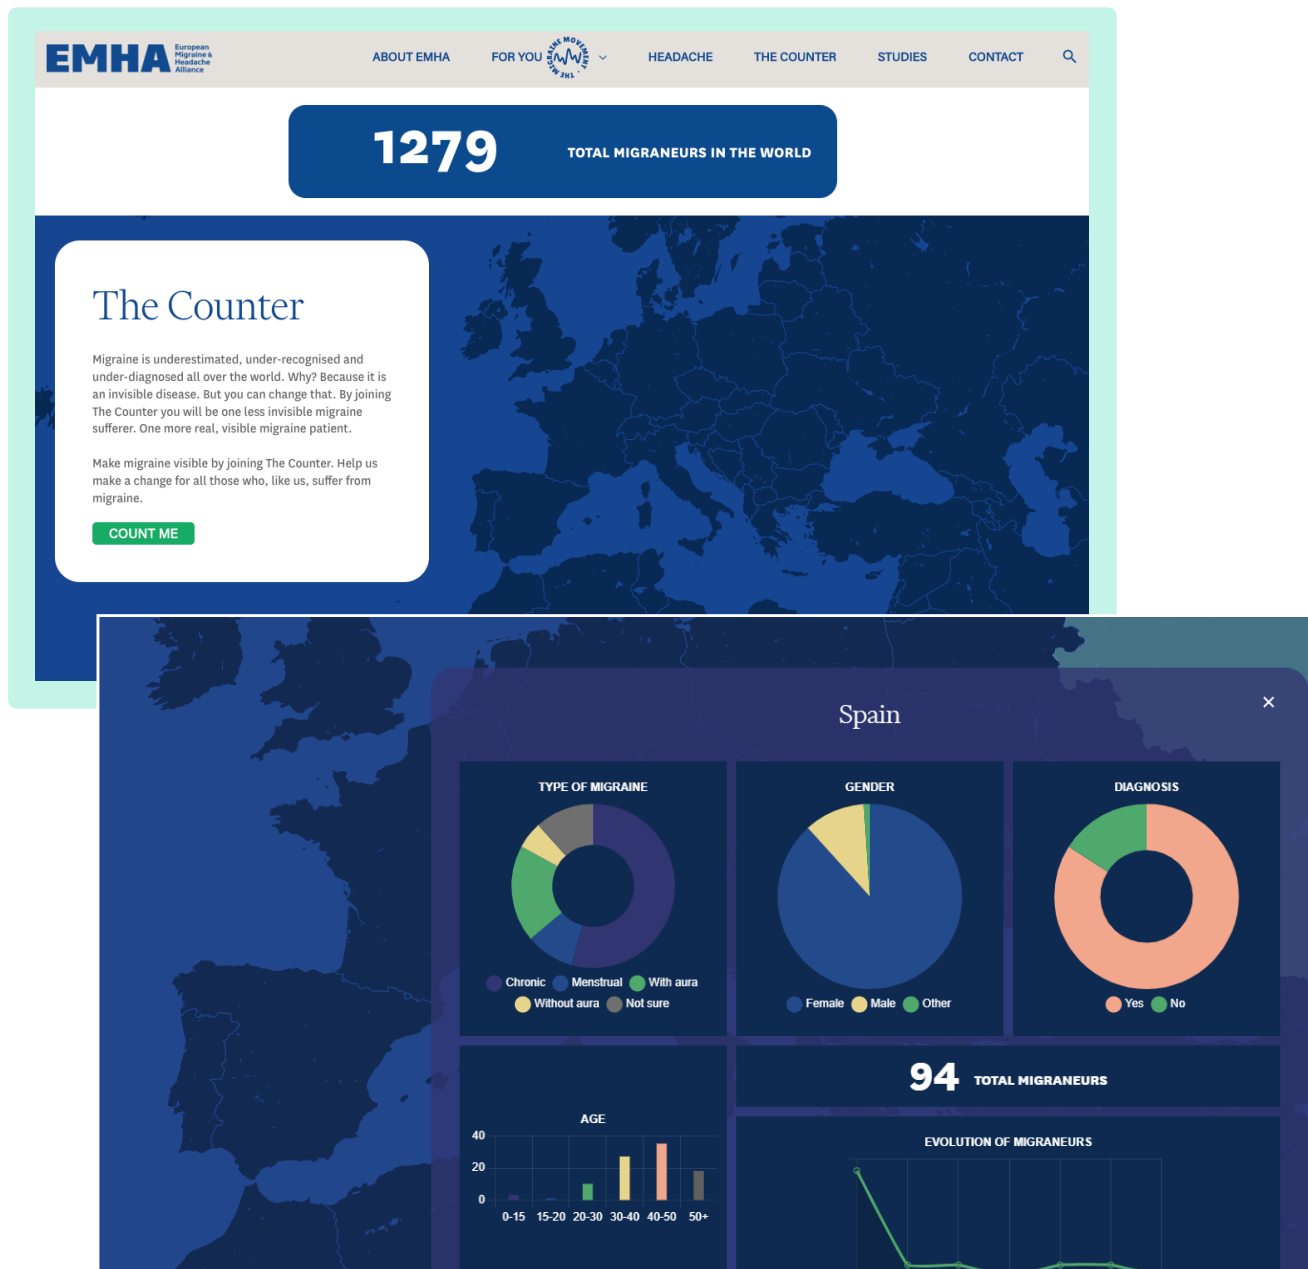 EMHA European
Migraine &
Headache
Alliance
ABOUT EMHA FOR YOU THE MIGRAINE MOVEMENT · HEADACHE THE COUNTER STUDIES CONTACT
1279 TOTAL MIGRANEURS IN THE WORLD
The Counter
Migraine is underestimated, under-recognised and
under-diagnosed all over the world. Why? Because it is
an invisible disease. But you can change that. By joining
The Counter you will be one less invisible migraine
sufferer. One more real, visible migraine patient.
Make migraine visible by joining The Counter. Help us
make a change for all those who, like us, suffer from
migraine.
COUNT ME
Spain
×
TYPE OF MIGRAINE
Chronic Menstrual With aura
Without aura Not sure
GENDER
Female Male Other
DIAGNOSIS
Yes No
AGE
40
20
0
0-15 15-20 20-30 30-40 40-50 50+
94 TOTAL MIGRANEURS
EVOLUTION OF MIGRANEURS